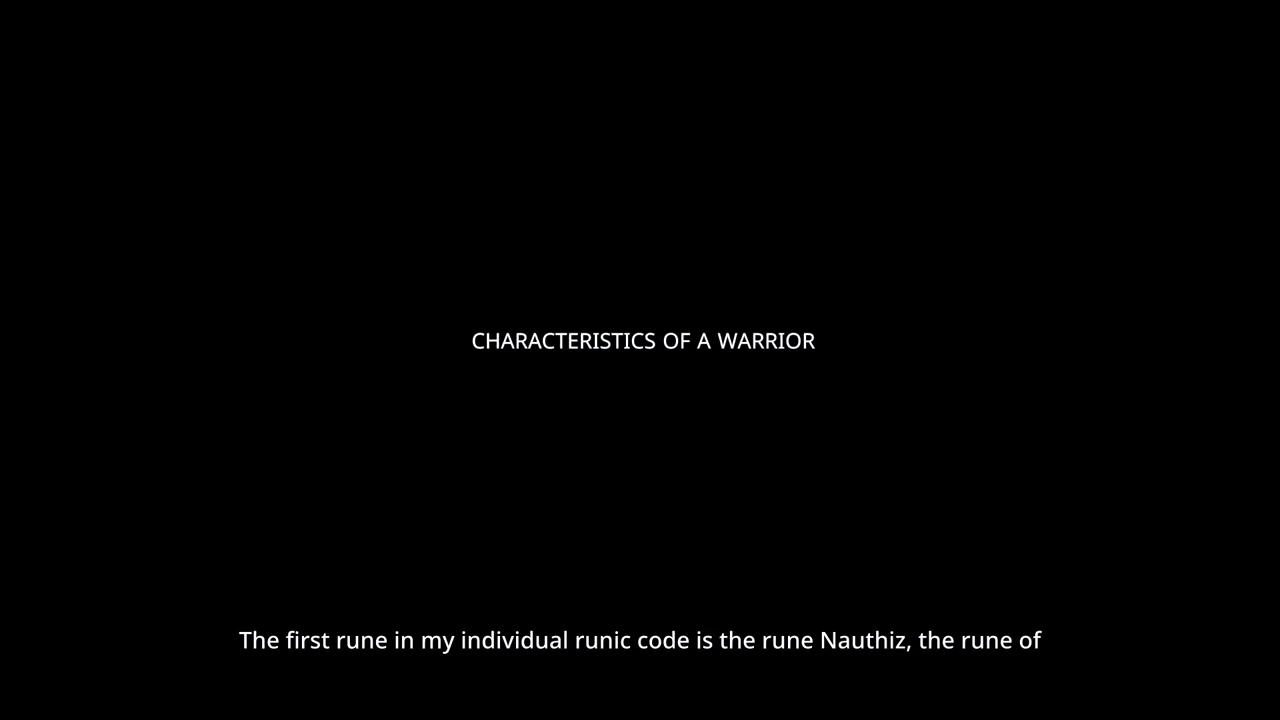 CHARACTERISTICS OF A WARRIOR
The first rune in my individual runic code is the rune Nauthiz, the rune of